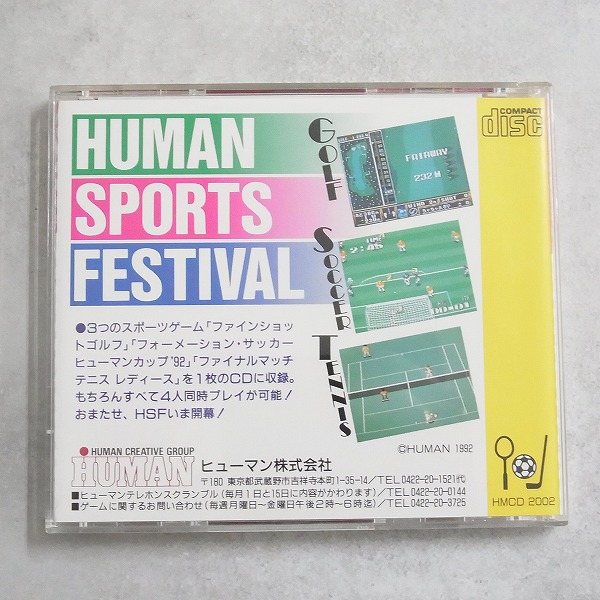 HUMAN
SPORTS
FESTIVAL
GOLF
SOCCER
TENNIS
COMPACT
disc
FAIRWAY
232 M
●3つのスポーツゲーム「ファインショッ
トゴルフ」「フォーメーション・サッカー
ヒューマンカップ'92」「ファイナルマッチ
テニス レディース」を1枚のCDに収録。
もちろんすべて4人同時プレイが可能!
おまたせ、HSFいま開幕!
©HUMAN 1992
●HUMAN CREATIVE GROUP
HUMAN ヒューマン株式会社
〒180 東京都武蔵野市吉祥寺本町1-35-14/TEL0422-20-1521代
■ヒューマンテレホンスクランブル(毎月1日と15日に内容がかわります)/TEL0422-20-0144
■ゲームに関するお問い合わせ(毎週月曜日~金曜日午後2時~6時迄)/TEL0422-20-3725
HMCD 2002